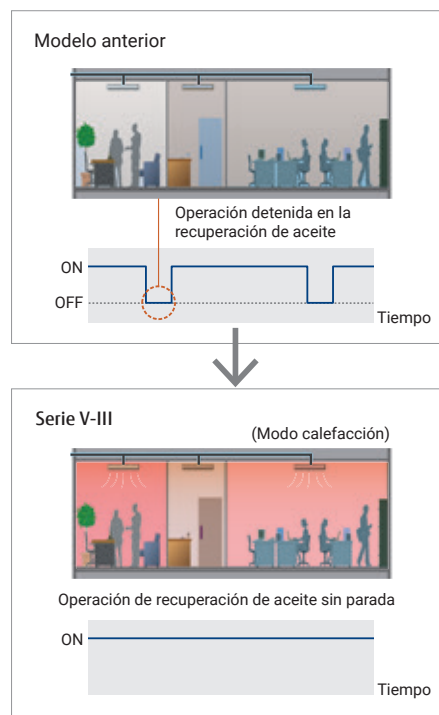 Modelo anterior
Operación detenida en la
recuperación de aceite
ON
OFF
Tiempo
Serie V-III
(Modo calefacción)
Operación de recuperación de aceite sin parada
ON
Tiempo